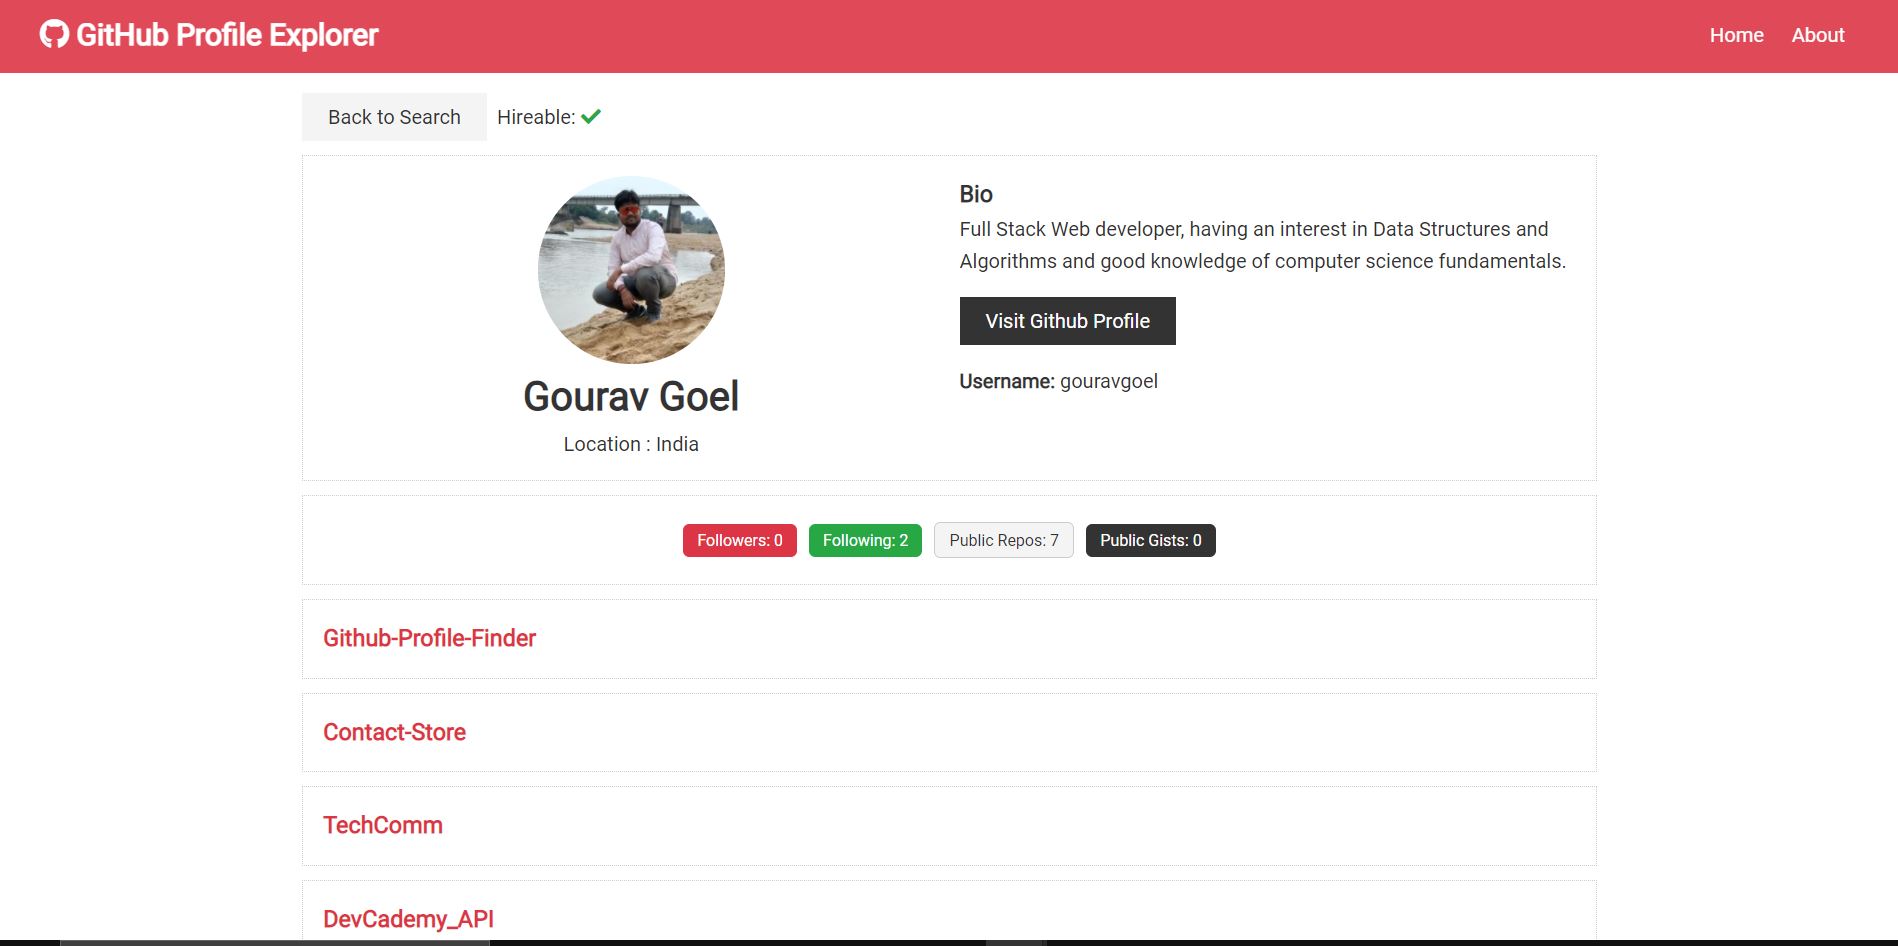 GitHub Profile Explorer
Home
About
Back to Search
Hireable:
Gourav Goel
Location : India
Bio
Full Stack Web developer, having an interest in Data Structures and
Algorithms and good knowledge of computer science fundamentals.
Visit Github Profile
Username: gouravgoel
Followers: 0
Following: 2
Public Repos: 7
Public Gists: 0
Github-Profile-Finder
Contact-Store
TechComm
DevCademy_API